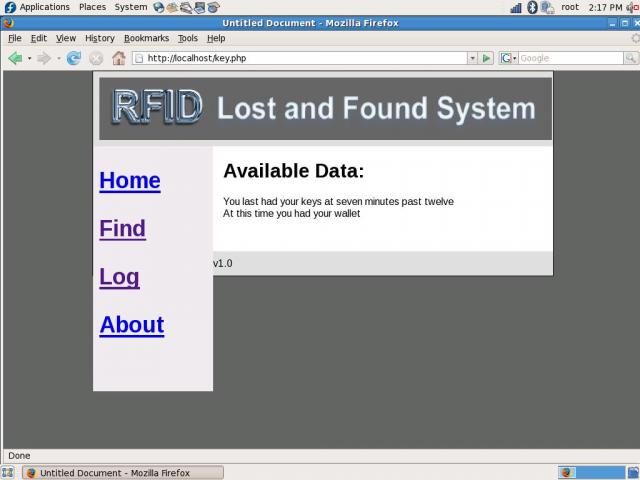 Applications Places System root 2:17 PM
Untitled Document - Mozilla Firefox
File Edit View History Bookmarks Tools Help
http://localhost/key.php Google
RFID Lost and Found System
Home
Find
Log
About
Available Data:
You last had your keys at seven minutes past twelve
At this time you had your wallet
v1.0
Done
Untitled Document - Mozilla Firefox